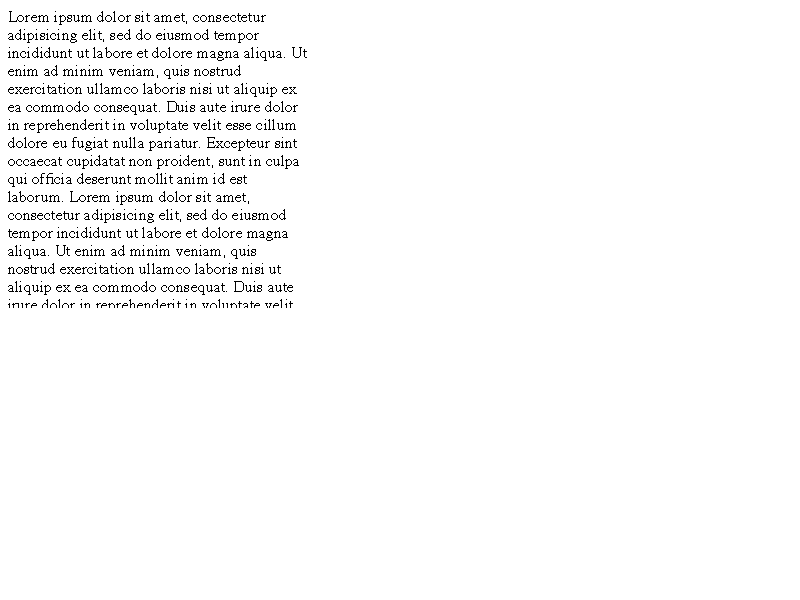 Lorem ipsum dolor sit amet, consectetur
adipisicing elit, sed do eiusmod tempor
incididunt ut labore et dolore magna aliqua. Ut
enim ad minim veniam, quis nostrud
exercitation ullamco laboris nisi ut aliquip ex
ea commodo consequat. Duis aute irure dolor
in reprehenderit in voluptate velit esse cillum
dolore eu fugiat nulla pariatur. Excepteur sint
occaecat cupidatat non proident, sunt in culpa
qui officia deserunt mollit anim id est
laborum. Lorem ipsum dolor sit amet,
consectetur adipisicing elit, sed do eiusmod
tempor incididunt ut labore et dolore magna
aliqua. Ut enim ad minim veniam, quis
nostrud exercitation ullamco laboris nisi ut
aliquip ex ea commodo consequat. Duis aute
irure dolor in reprehenderit in voluptate velit